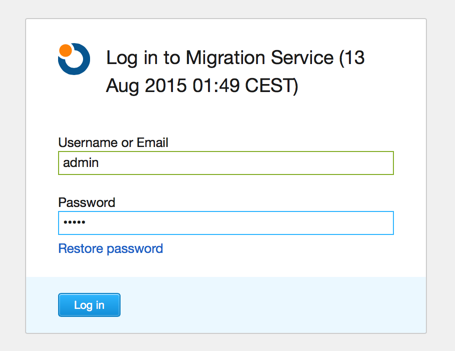 Log in to Migration Service (13
Aug 2015 01:49 CEST)
Username or Email
admin
Password
•••••
Restore password
Log in